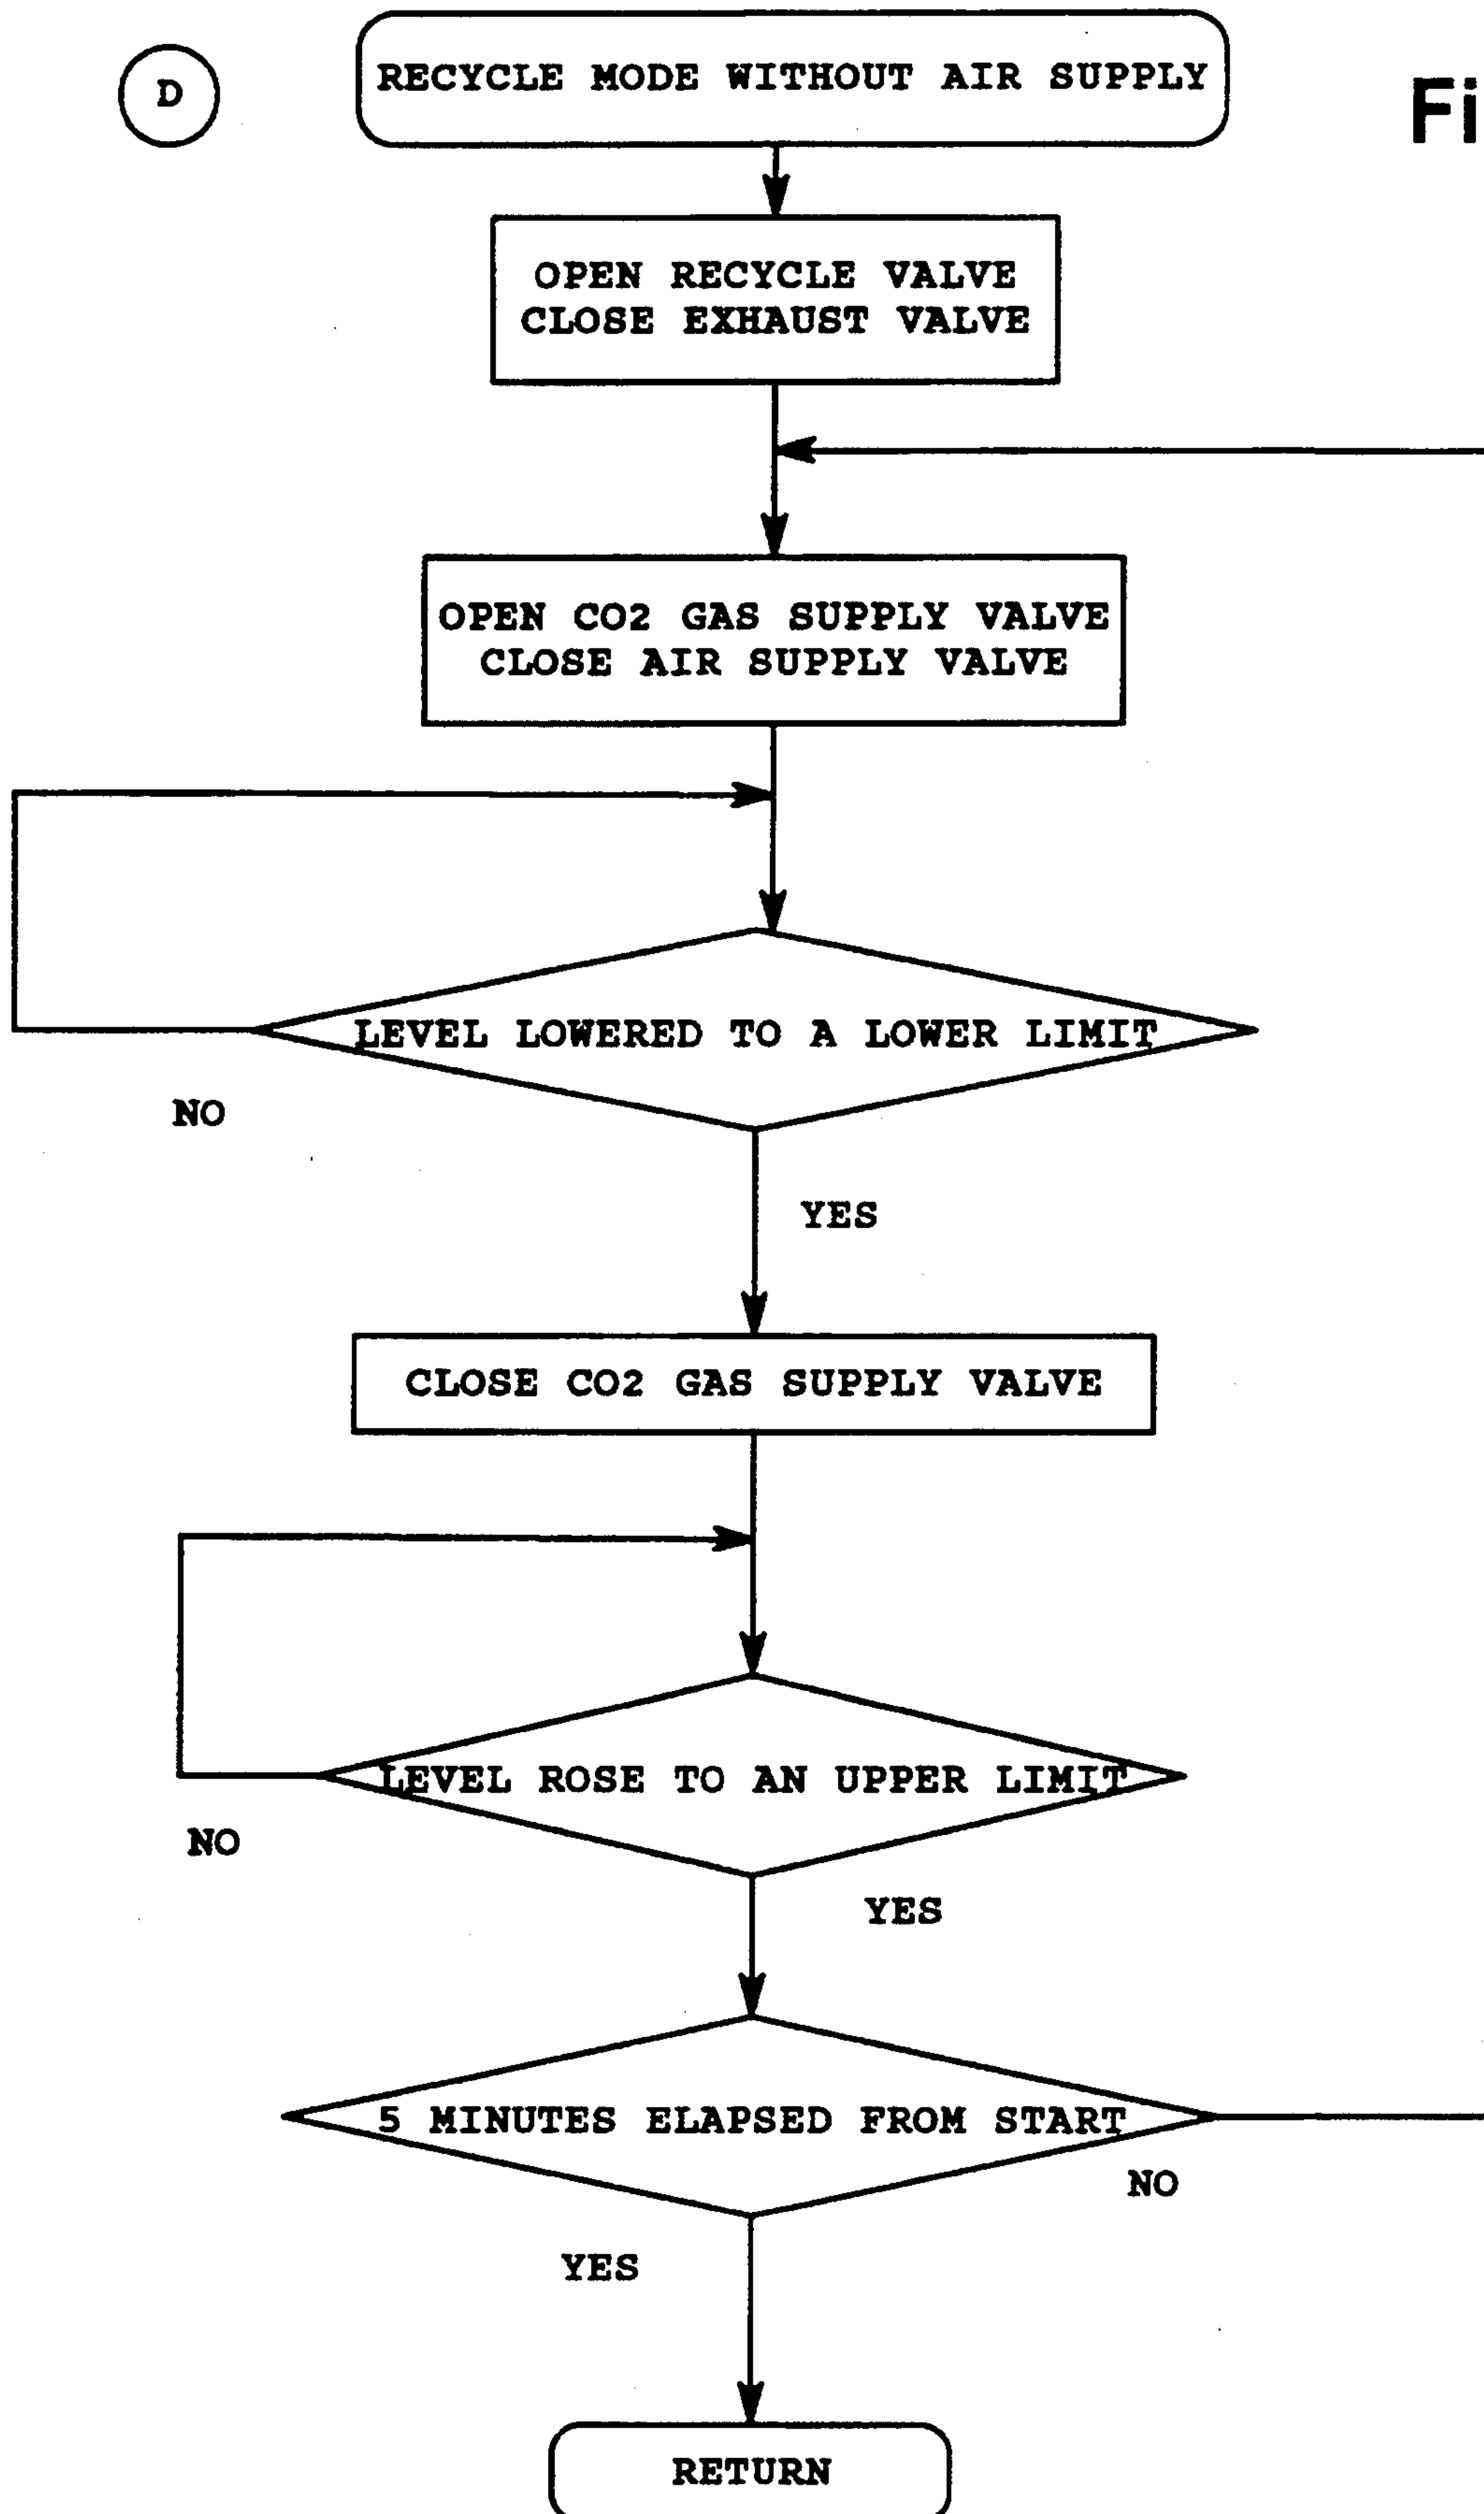 D
RECYCLE MODE WITHOUT AIR SUPPLY
Fi
OPEN RECYCLE VALVE
CLOSE EXHAUST VALVE
OPEN CO2 GAS SUPPLY VALVE
CLOSE AIR SUPPLY VALVE
LEVEL LOWERED TO A LOWER LIMIT
NO
YES
CLOSE CO2 GAS SUPPLY VALVE
LEVEL ROSE TO AN UPPER LIMIT
NO
YES
5 MINUTES ELAPSED FROM START
NO
YES
RETURN